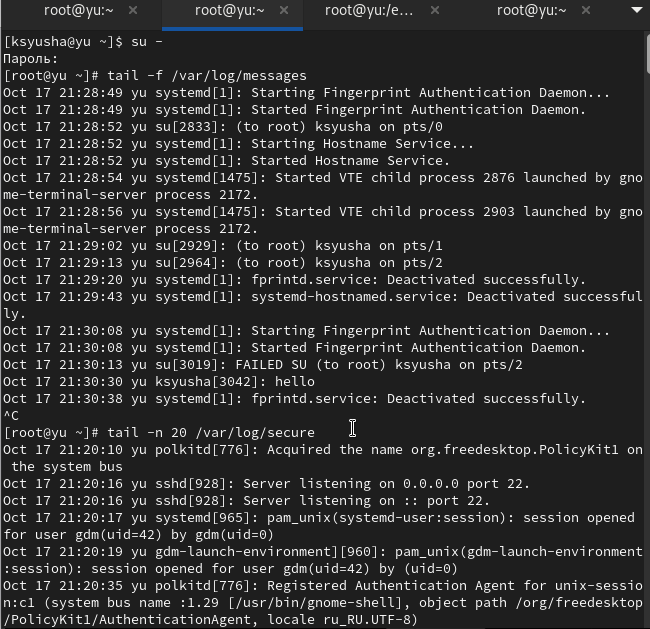 root@yu:~ × root@yu:~ × root@yu:/e... × root@yu:~ ×
[ksyusha@yu ~]$ su -
Пароль:
[root@yu ~]# tail -f /var/log/messages
Oct 17 21:28:49 yu systemd[1]: Starting Fingerprint Authentication Daemon...
Oct 17 21:28:49 yu systemd[1]: Started Fingerprint Authentication Daemon.
Oct 17 21:28:52 yu su[2833]: (to root) ksyusha on pts/0
Oct 17 21:28:52 yu systemd[1]: Starting Hostname Service...
Oct 17 21:28:52 yu systemd[1]: Started Hostname Service.
Oct 17 21:28:54 yu systemd[1475]: Started VTE child process 2876 launched by gno
me-terminal-server process 2172.
Oct 17 21:28:56 yu systemd[1475]: Started VTE child process 2903 launched by gno
me-terminal-server process 2172.
Oct 17 21:29:02 yu su[2929]: (to root) ksyusha on pts/1
Oct 17 21:29:13 yu su[2964]: (to root) ksyusha on pts/2
Oct 17 21:29:20 yu systemd[1]: fprintd.service: Deactivated successfully.
Oct 17 21:29:43 yu systemd[1]: systemd-hostnamed.service: Deactivated successful
ly.
Oct 17 21:30:08 yu systemd[1]: Starting Fingerprint Authentication Daemon...
Oct 17 21:30:08 yu systemd[1]: Started Fingerprint Authentication Daemon.
Oct 17 21:30:13 yu su[3019]: FAILED SU (to root) ksyusha on pts/2
Oct 17 21:30:30 yu ksyusha[3042]: hello
Oct 17 21:30:38 yu systemd[1]: fprintd.service: Deactivated successfully.
^C
[root@yu ~]# tail -n 20 /var/log/secure
Oct 17 21:20:10 yu polkitd[776]: Acquired the name org.freedesktop.PolicyKit1 on
 the system bus
Oct 17 21:20:16 yu sshd[928]: Server listening on 0.0.0.0 port 22.
Oct 17 21:20:16 yu sshd[928]: Server listening on :: port 22.
Oct 17 21:20:17 yu systemd[965]: pam_unix(systemd-user:session): session opened
for user gdm(uid=42) by gdm(uid=0)
Oct 17 21:20:19 yu gdm-launch-environment][960]: pam_unix(gdm-launch-environment
:session): session opened for user gdm(uid=42) by (uid=0)
Oct 17 21:20:35 yu polkitd[776]: Registered Authentication Agent for unix-sessio
n:c1 (system bus name :1.29 [/usr/bin/gnome-shell], object path /org/freedesktop
/PolicyKit1/AuthenticationAgent, locale ru_RU.UTF-8)